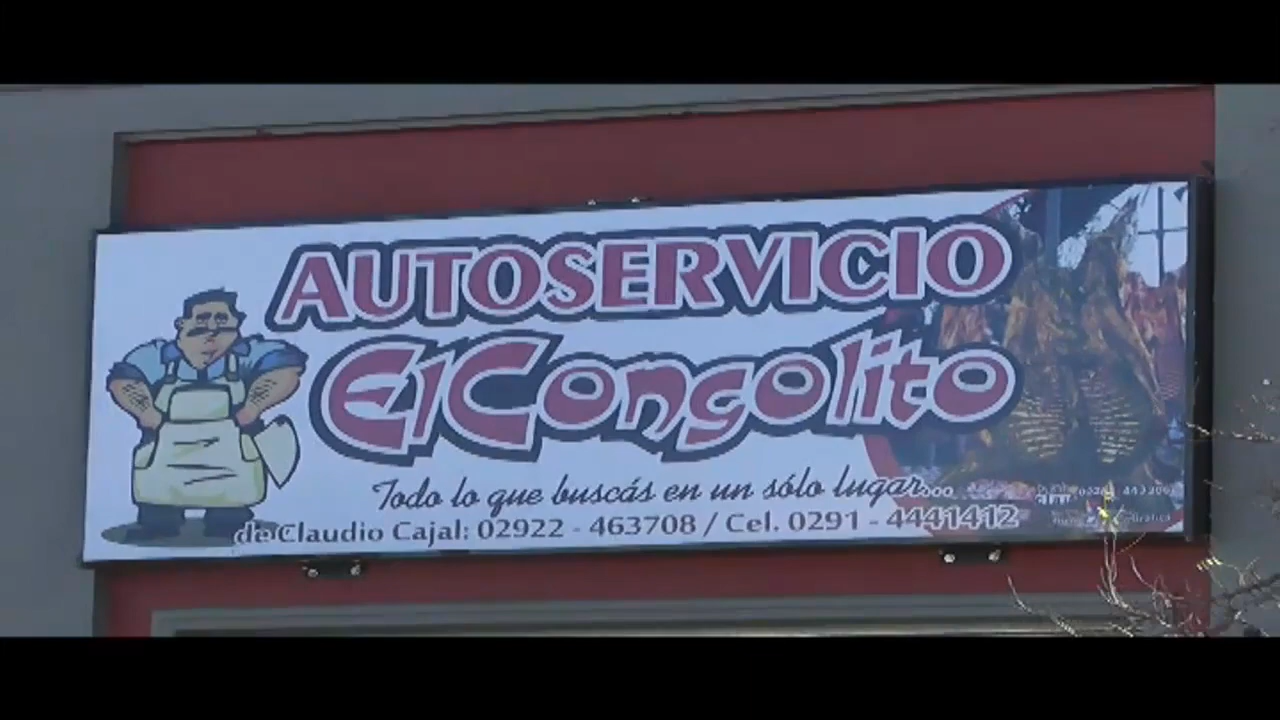 AUTOSERVICIO
El Congolito
Todo lo que buscás en un sólo lugar...
de Claudio Cajal: 02922 - 463708 / Cel. 0291 - 4441412